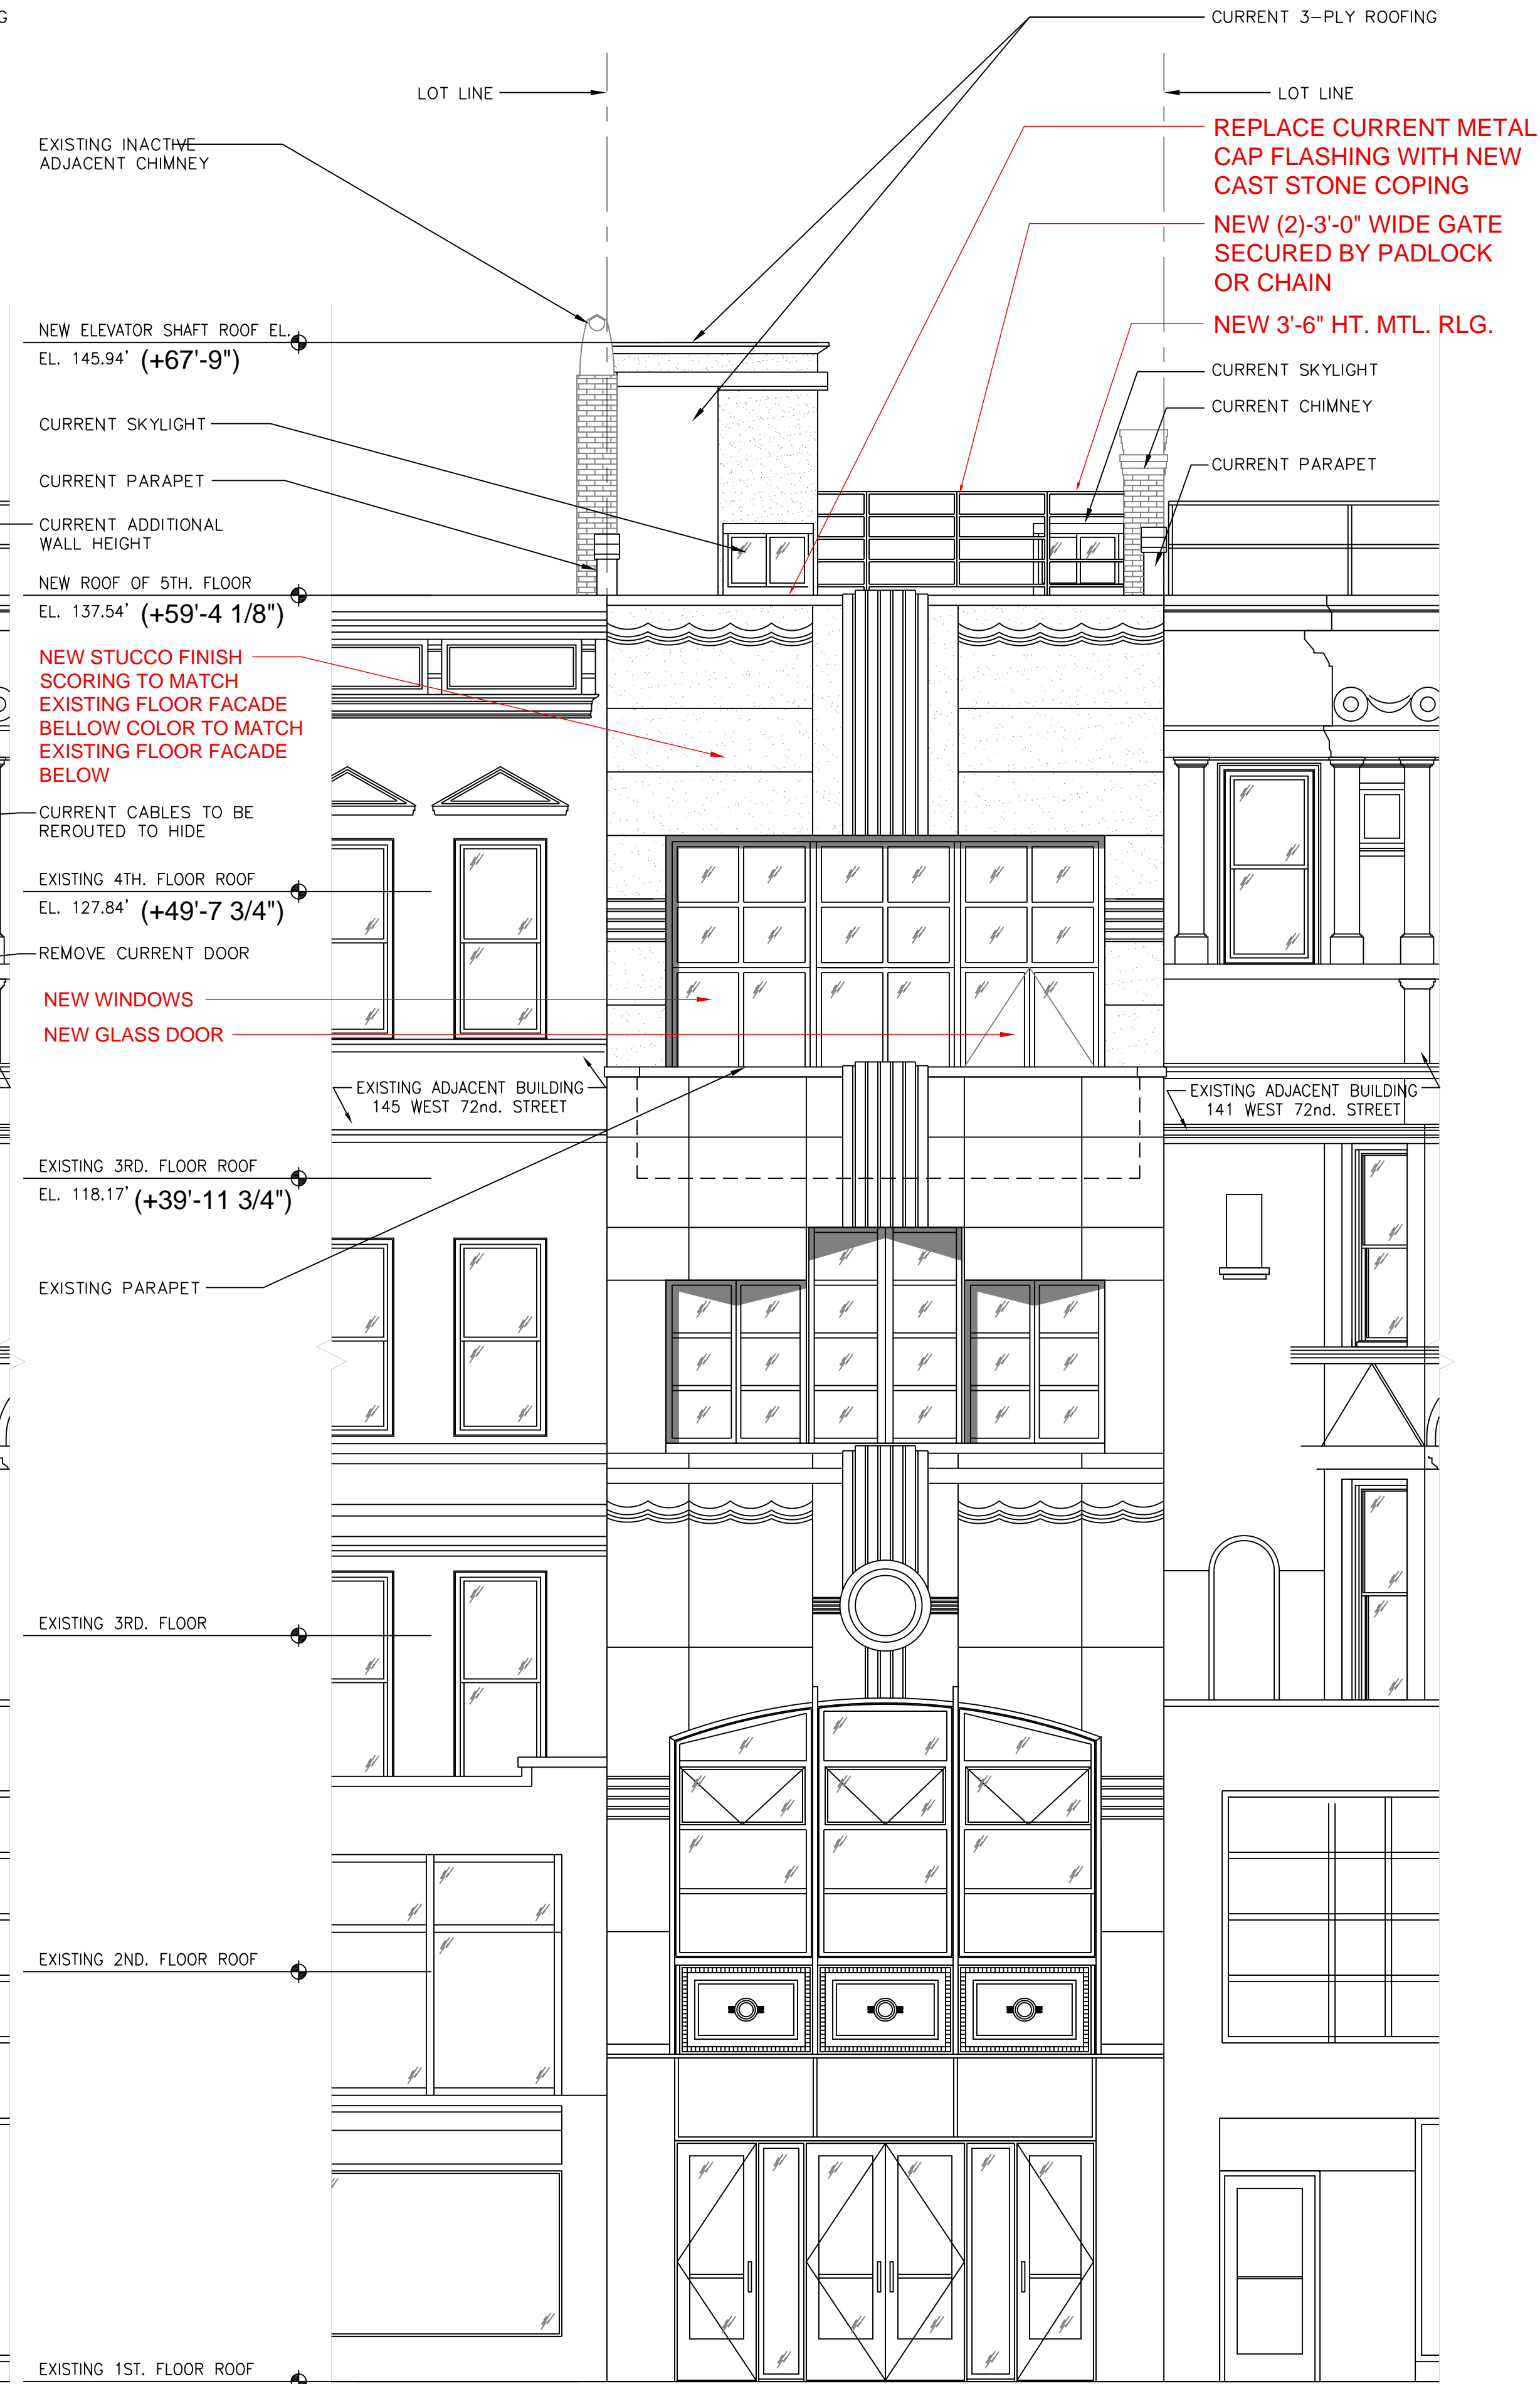 CURRENT 3-PLY ROOFING
LOT LINE
LOT LINE
EXISTING INACTIVE
ADJACENT CHIMNEY
REPLACE CURRENT METAL
CAP FLASHING WITH NEW
CAST STONE COPING
NEW (2)-3'-0" WIDE GATE
SECURED BY PADLOCK
OR CHAIN
NEW 3'-6" HT. MTL. RLG.
NEW ELEVATOR SHAFT ROOF EL.
EL. 145.94' (+67'-9")
CURRENT SKYLIGHT
CURRENT CHIMNEY
CURRENT SKYLIGHT
CURRENT PARAPET
CURRENT PARAPET
CURRENT ADDITIONAL
WALL HEIGHT
NEW ROOF OF 5TH. FLOOR
EL. 137.54' (+59'-4 1/8")
NEW STUCCO FINISH
SCORING TO MATCH
EXISTING FLOOR FACADE
BELLOW COLOR TO MATCH
EXISTING FLOOR FACADE
BELOW
CURRENT CABLES TO BE
REROUTED TO HIDE
EXISTING 4TH. FLOOR ROOF
EL. 127.84' (+49'-7 3/4")
REMOVE CURRENT DOOR
NEW WINDOWS
NEW GLASS DOOR
EXISTING ADJACENT BUILDING
145 WEST 72nd. STREET
EXISTING ADJACENT BUILDING
141 WEST 72nd. STREET
EXISTING 3RD. FLOOR ROOF
EL. 118.17' (+39'-11 3/4")
EXISTING PARAPET
EXISTING 3RD. FLOOR
EXISTING 2ND. FLOOR ROOF
EXISTING 1ST. FLOOR ROOF